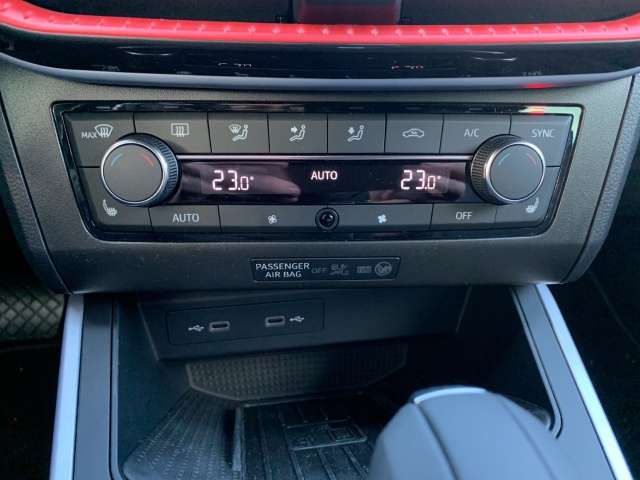 MAX A/C SYNC
23.0 AUTO 23.0
AUTO OFF
PASSENGER OFF
AIR BAG